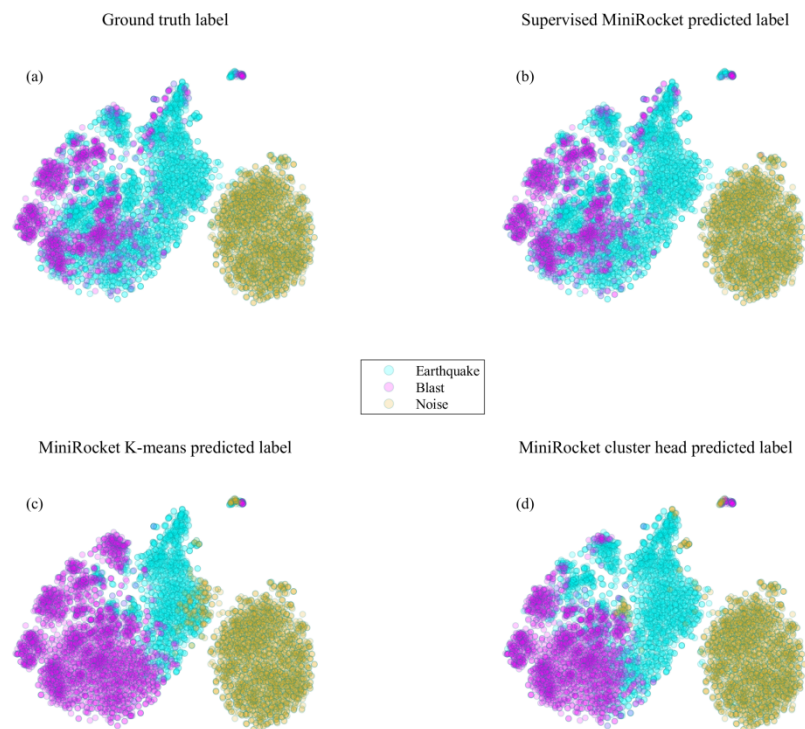 Ground truth label
Supervised MiniRocket predicted label
(a)
(b)
Earthquake
Blast
Noise
MiniRocket K-means predicted label
MiniRocket cluster head predicted label
(c)
(d)